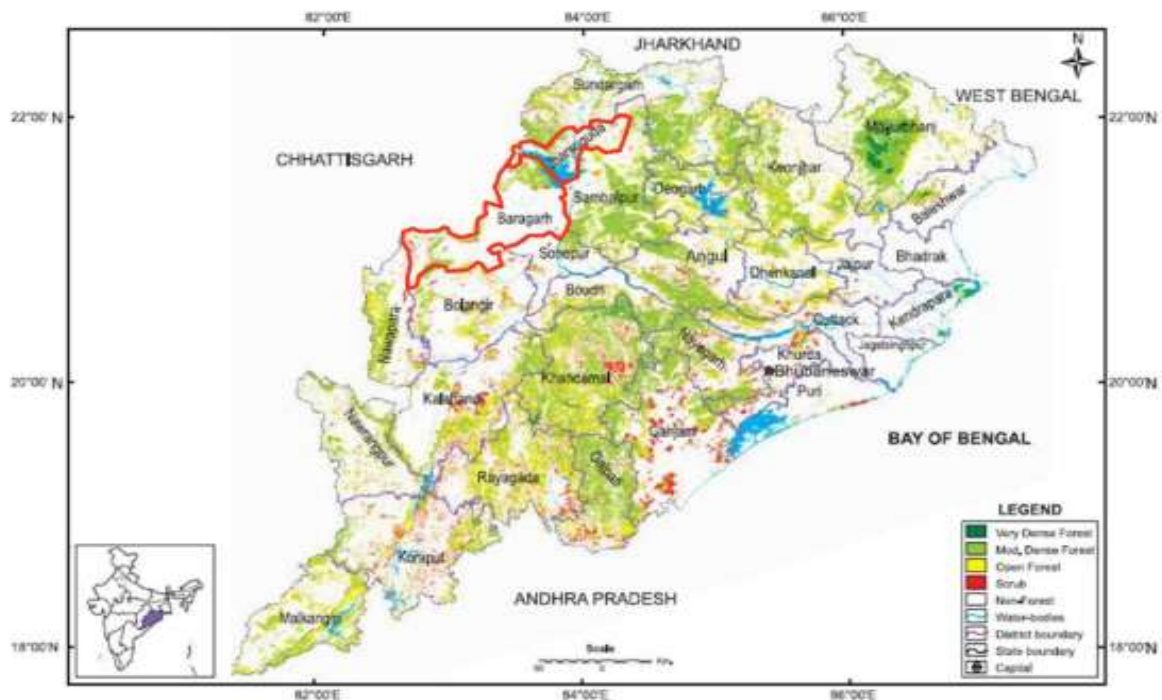 82°00'E 84°00'E 86°00'E
JHARKHAND
N
Sundargarh
WEST BENGAL
22°00' N 22°00' N
Mayurbhanj
CHHATTISGARH
Keonjhar
Deogarh
Sambalpur
Baleshwar
Baragarh
Bhadrak
Sonepur
Angul
Jajpur
Dhenkanal
Boudh
Bolangir
Kendrapara
Cuttack
Nawapara
Jagatsinghpur
Nayagarh
Khurda
Bhubaneswar
Khandamal
20°00' N 20°00' N
Puri
Kalahandi
Nawrangpur
Ganjam
BAY OF BENGAL
Rayagada
LEGEND
Very Dense Forest
Mod. Dense Forest
Open Forest
Scrub
Koraput
Non-Forest
Water-bodies
ANDHRA PRADESH
District boundary
Malkangiri
State boundary
Scale
Capital
18°00' N 18°00' N
82°00'E 84°00'E 86°00'E